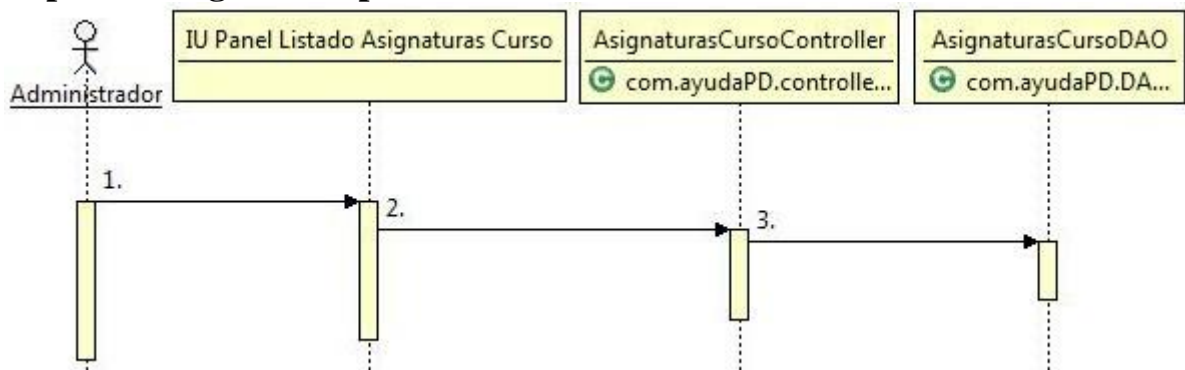 IU Panel Listado Asignaturas Curso
AsignaturasCursoController
AsignaturasCursoDAO
com.ayudaPD.controlle...
com.ayudaPD.DA...
Administrador
1.
2.
3.